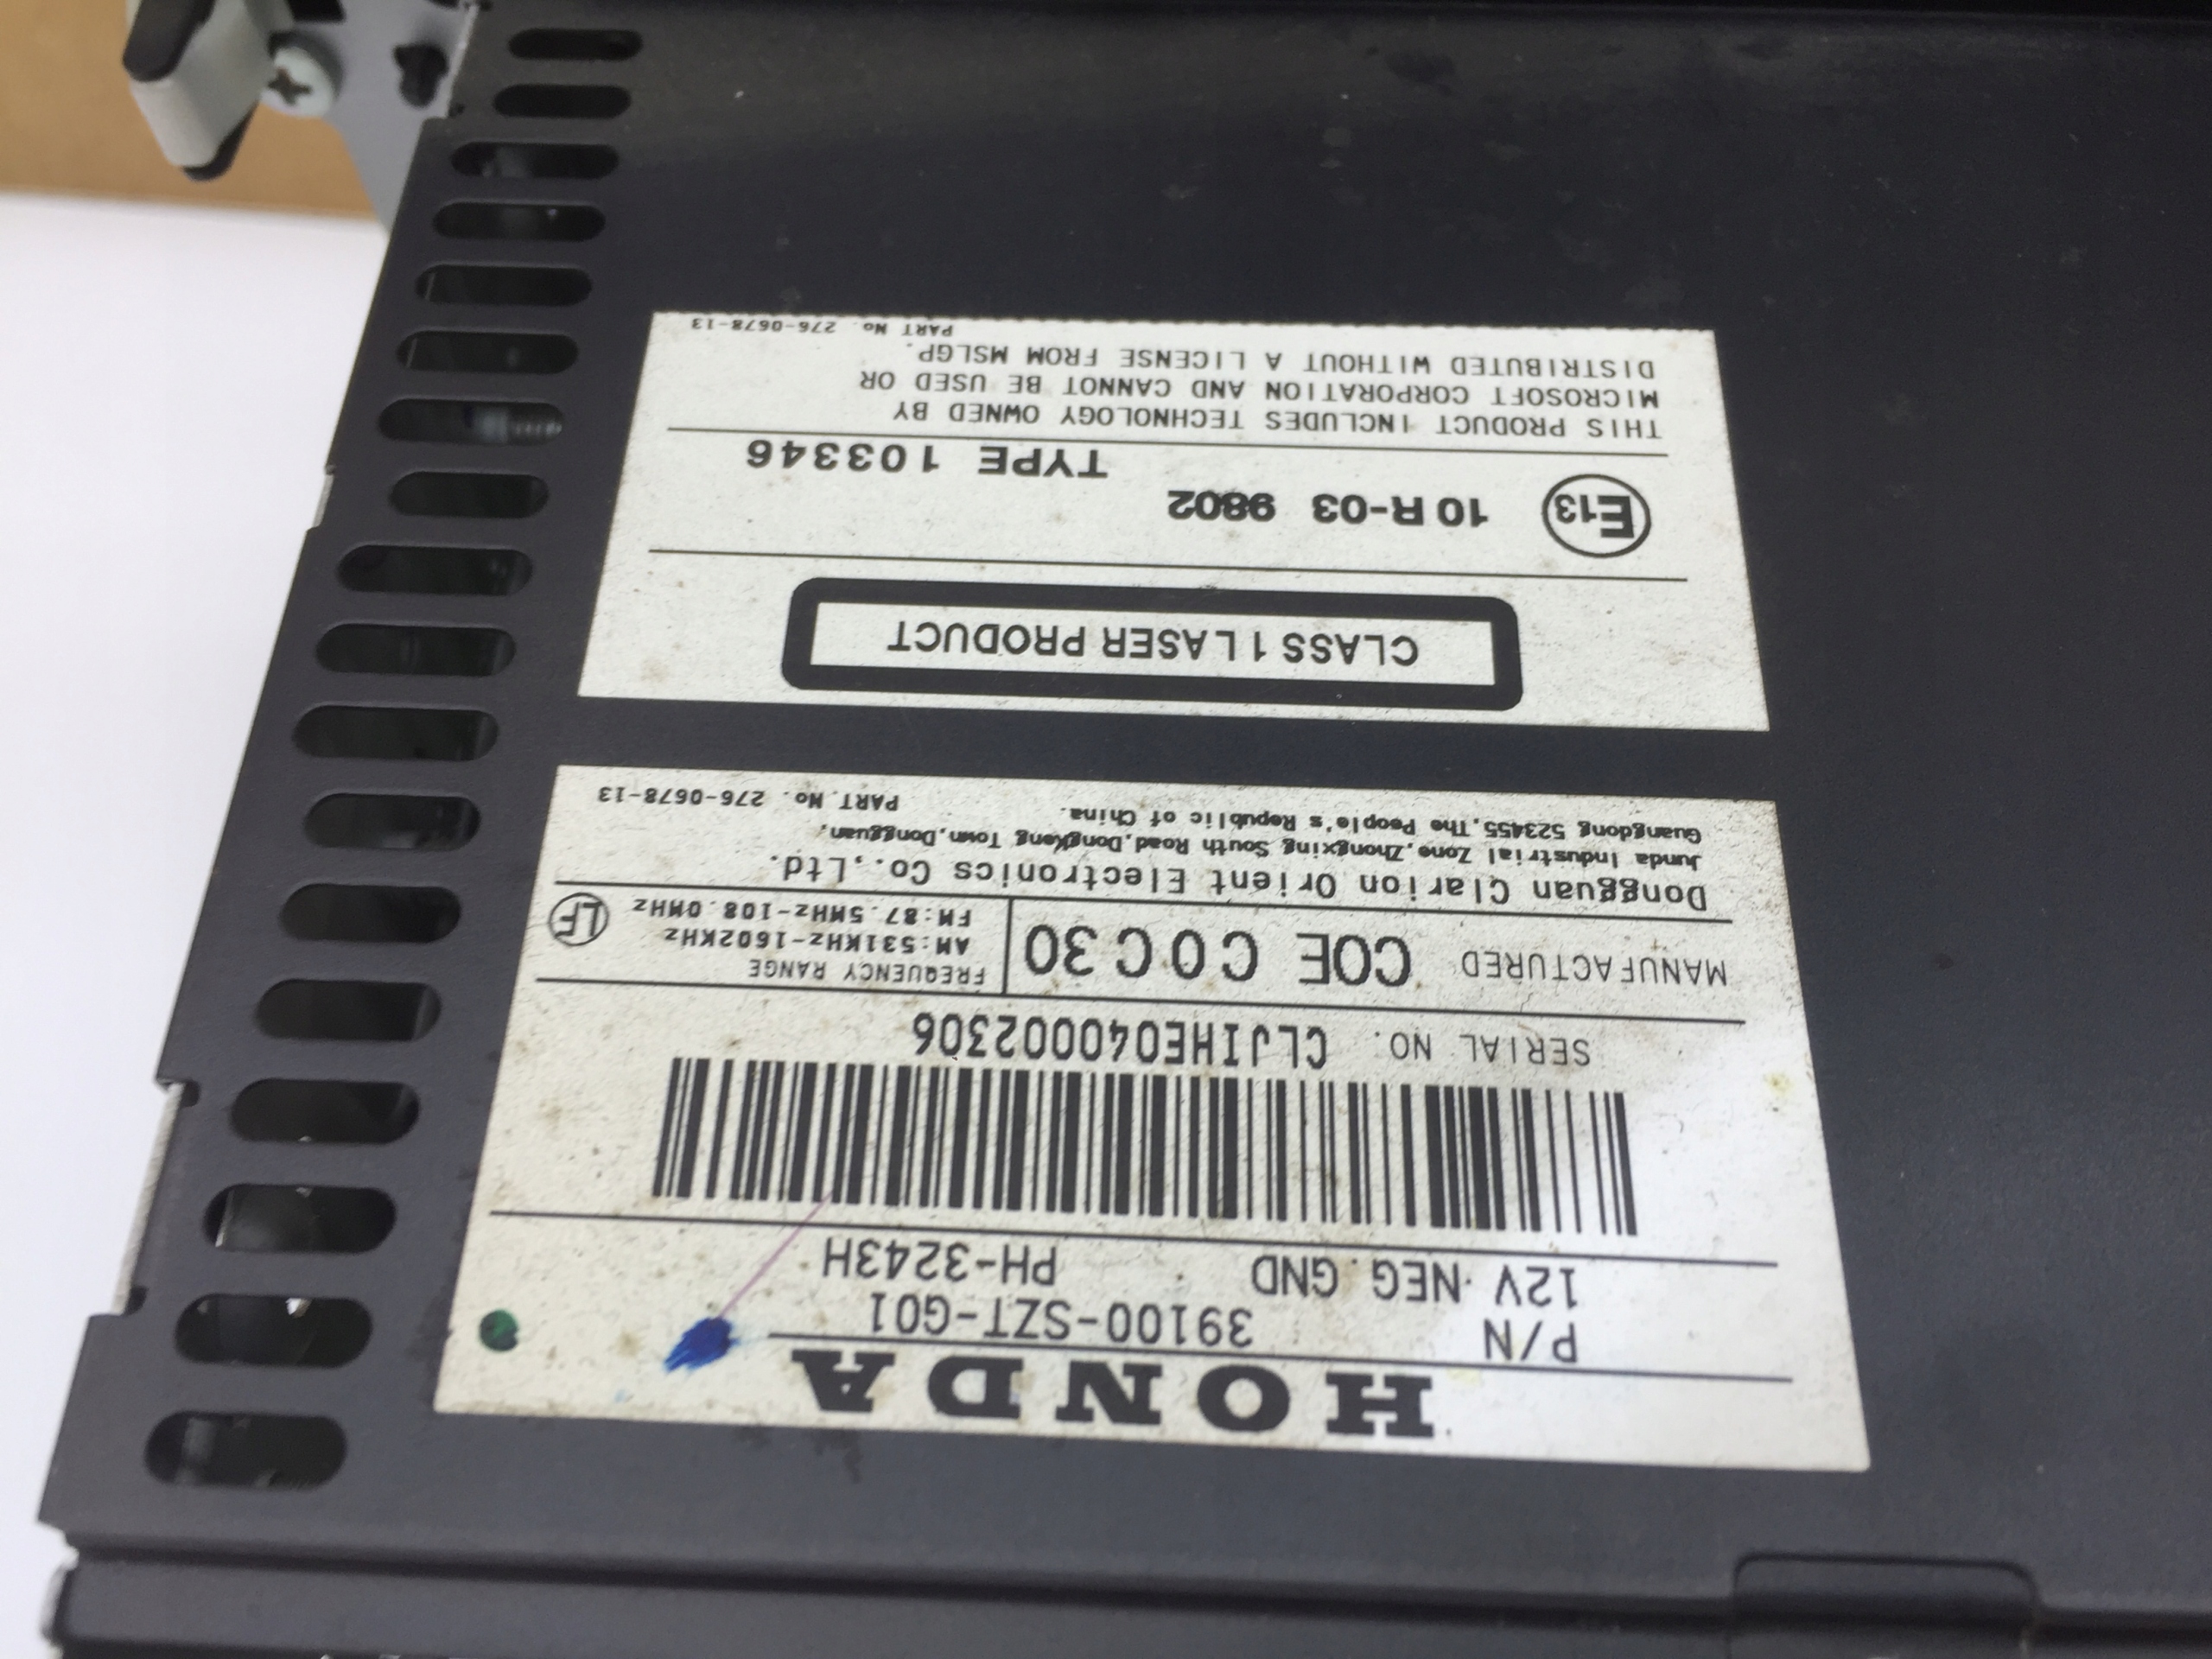 HONDA
P/N 39100-SZT-G01
12V NEG. GND PH-3243H
SERIAL NO. CLJIHE040002306
MANUFACTURED COE C0C30
FREQUENCY RANGE
AM:531KHz-1602KHz
FM:87.5MHz-108.0MHz
LF
Dongguan Clarion Orient Electronics Co.,Ltd.
Junda Industrial Zone,Zhongxing South Road,DongKeng Town,Dongguan,
Guangdong 523455,The People's Republic of China.
PART No. 276-0678-13
CLASS 1 LASER PRODUCT
E13 10R-03 9802
TYPE 103346
THIS PRODUCT INCLUDES TECHNOLOGY OWNED BY
MICROSOFT CORPORATION AND CANNOT BE USED OR
DISTRIBUTED WITHOUT A LICENSE FROM MSLGP.
PART No. 276-0678-13